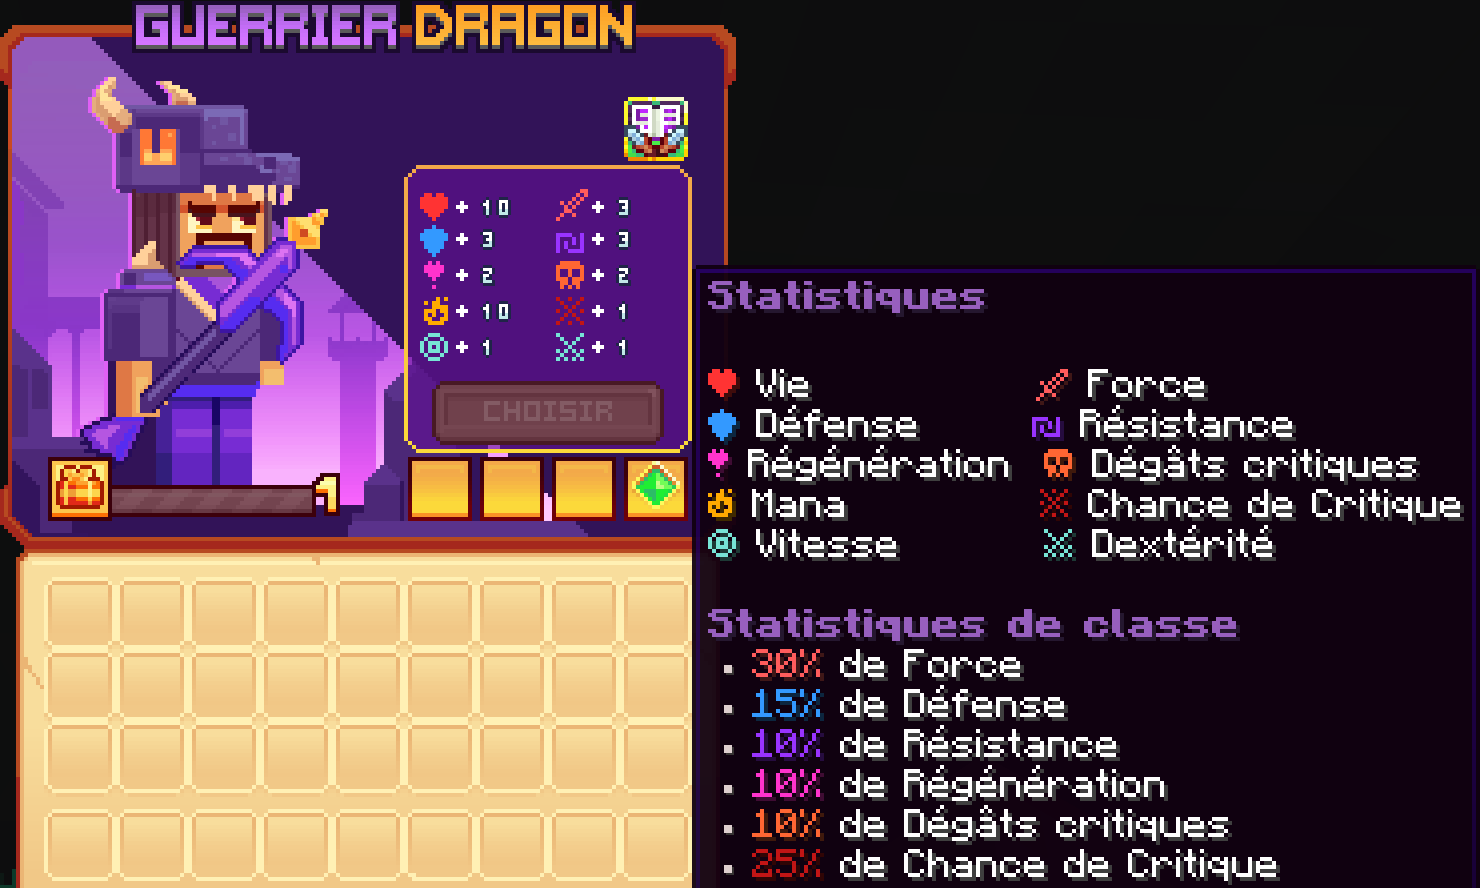 GUERRIER DRAGON
+ 10 + 3
+ 3 + 3
+ 2 + 2
+ 10 + 1
+ 1 + 1
CHOISIR
1
Statistiques
Vie Force
Défense Résistance
Régénération Dégâts critiques
Mana Chance de Critique
Vitesse Dextérité
Statistiques de classe
. 30% de Force
. 15% de Défense
. 10% de Résistance
. 10% de Régénération
. 10% de Dégâts critiques
. 25% de Chance de Critique